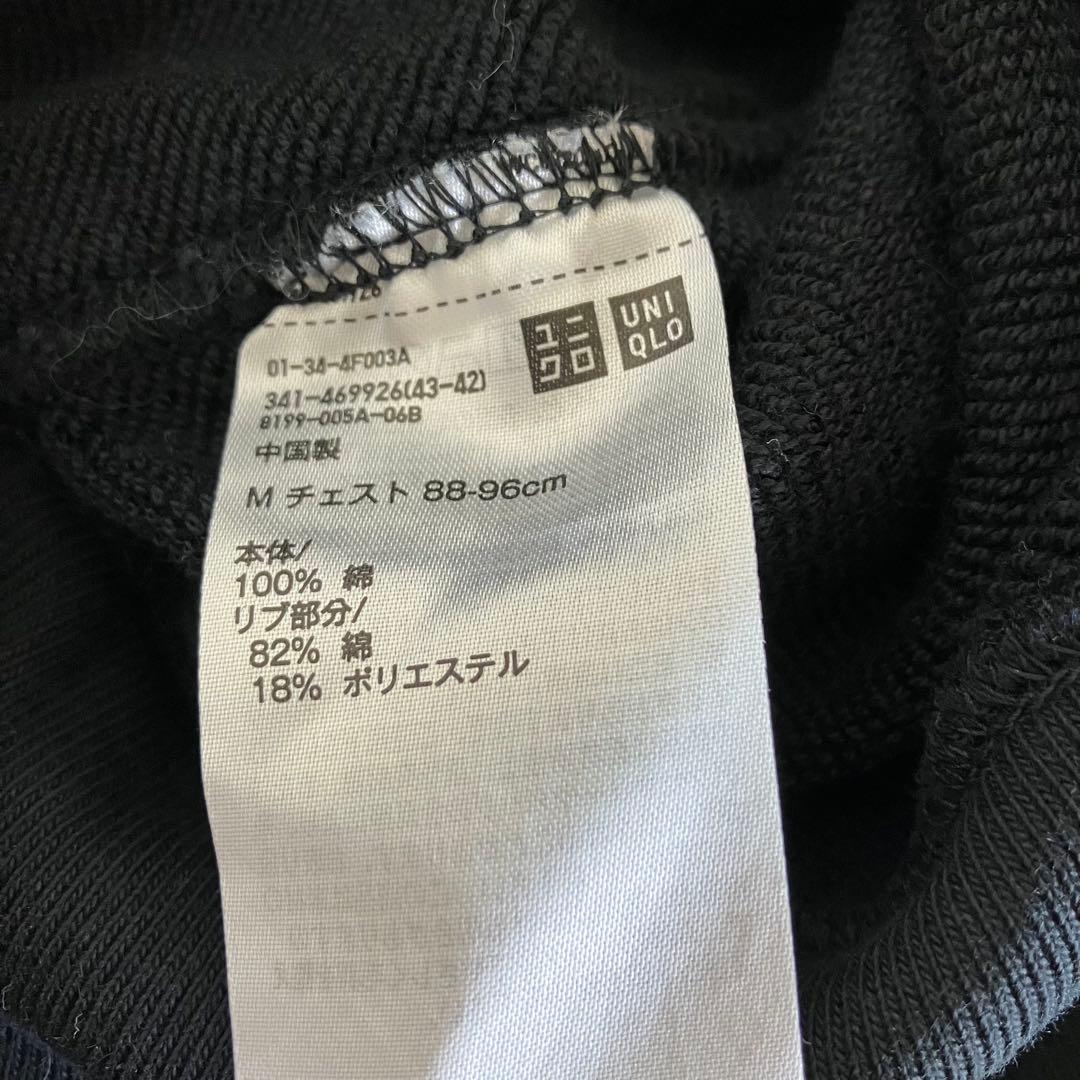 ユニ
クロ
UNI
QLO
01-34-4F003A
341-469926(43-42)
8199-005A-06B
中国製
M チェスト 88-96cm
本体/
100% 綿
リブ部分/
82% 綿
18% ポリエステル